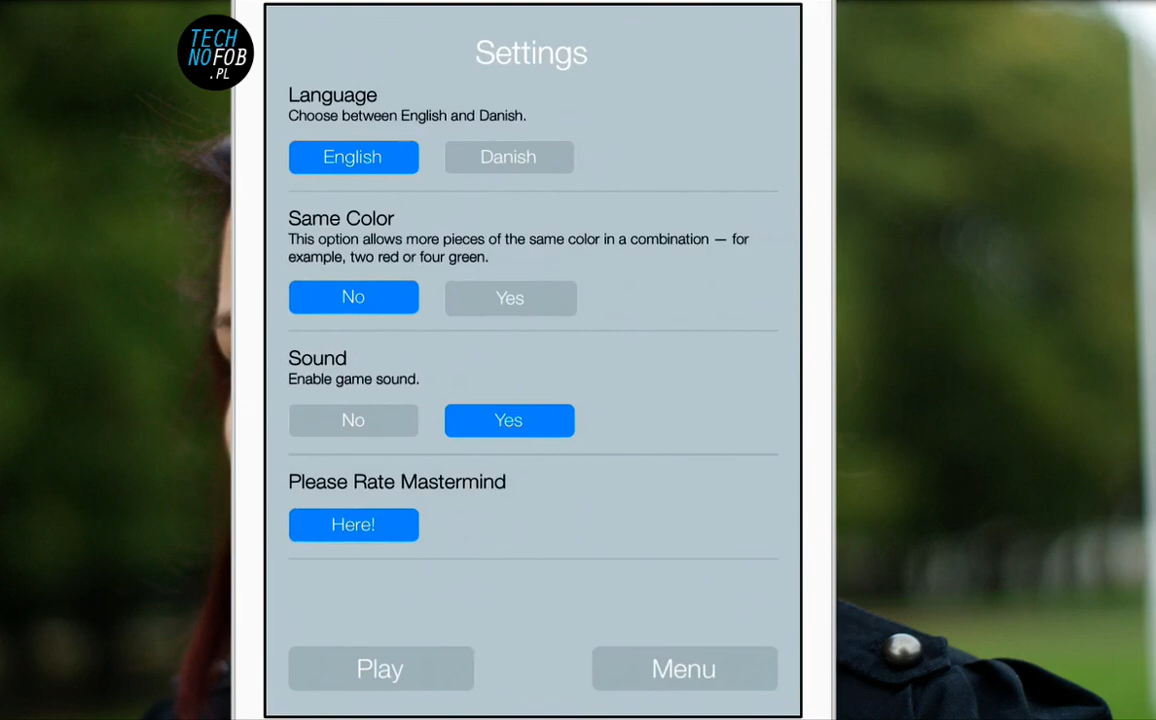 TECH
NOFOB
.PL
Settings
Language
Choose between English and Danish.
English Danish
Same Color
This option allows more pieces of the same color in a combination — for
example, two red or four green.
No Yes
Sound
Enable game sound.
No Yes
Please Rate Mastermind
Here!
Play Menu